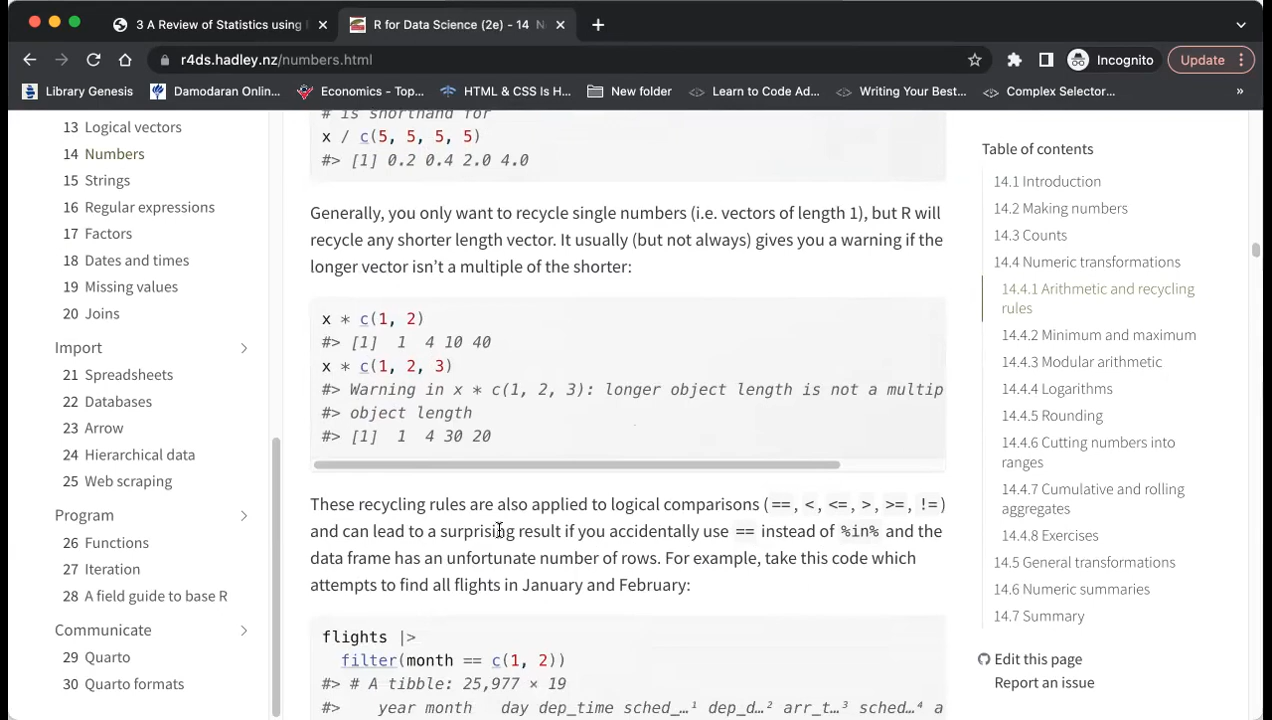 3 A Review of Statistics using
R for Data Science (2e) - 14 N
r4ds.hadley.nz/numbers.html
Incognito
Update
Library Genesis
Damodaran Onlin...
Economics - Top...
HTML & CSS Is H...
New folder
Learn to Code Ad...
Writing Your Best...
Complex Selector...
»
13 Logical vectors
14 Numbers
15 Strings
16 Regular expressions
17 Factors
18 Dates and times
19 Missing values
20 Joins
Import
21 Spreadsheets
22 Databases
23 Arrow
24 Hierarchical data
25 Web scraping
Program
26 Functions
27 Iteration
28 A field guide to base R
Communicate
29 Quarto
30 Quarto formats
# is shorthand for
x / c(5, 5, 5, 5)
#> [1] 0.2 0.4 2.0 4.0
Generally, you only want to recycle single numbers (i.e. vectors of length 1), but R will
recycle any shorter length vector. It usually (but not always) gives you a warning if the
longer vector isn’t a multiple of the shorter:
x * c(1, 2)
#> [1]  1  4 10 40
x * c(1, 2, 3)
#> Warning in x * c(1, 2, 3): longer object length is not a multip
#> object length
#> [1]  1  4 30 20
These recycling rules are also applied to logical comparisons (==, <, <=, >, >=, !=)
and can lead to a surprising result if you accidentally use == instead of %in% and the
data frame has an unfortunate number of rows. For example, take this code which
attempts to find all flights in January and February:
flights |>
filter(month == c(1, 2))
#> # A tibble: 25,977 × 19
#>    year month   day dep_time sched_…¹ dep_d…² arr_t…³ sched…⁴ a
Table of contents
14.1 Introduction
14.2 Making numbers
14.3 Counts
14.4 Numeric transformations
14.4.1 Arithmetic and recycling
rules
14.4.2 Minimum and maximum
14.4.3 Modular arithmetic
14.4.4 Logarithms
14.4.5 Rounding
14.4.6 Cutting numbers into
ranges
14.4.7 Cumulative and rolling
aggregates
14.4.8 Exercises
14.5 General transformations
14.6 Numeric summaries
14.7 Summary
Edit this page
Report an issue